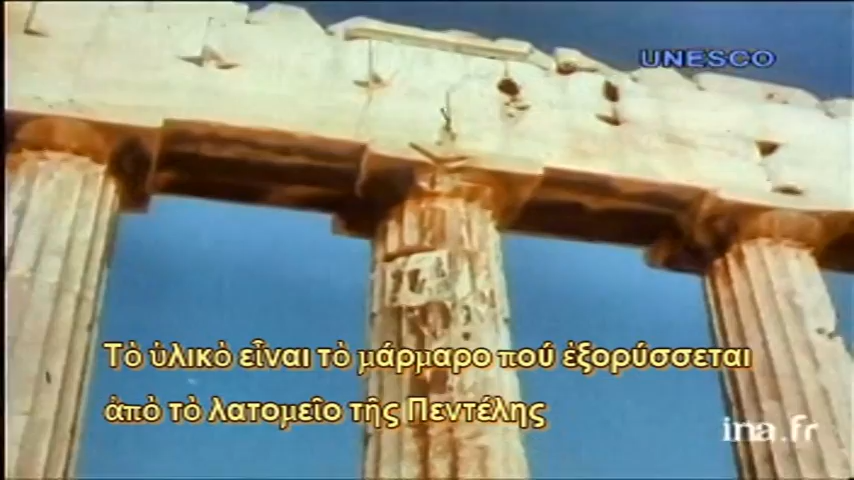 UNESCO
Τὸ ὑλικὸ εἶναι τὸ μάρμαρο πού ἐξορύσσεται
ἀπὸ τὸ λατομεῖο τῆς Πεντέλης
ina.fr